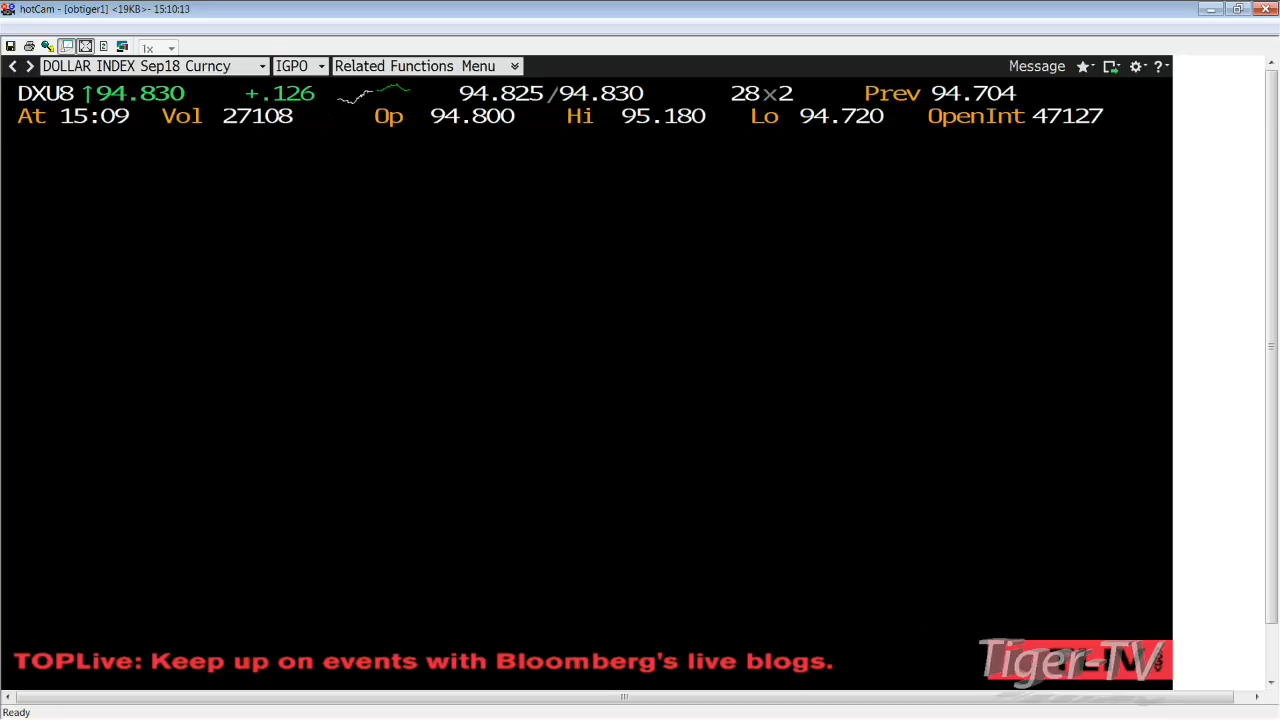 hotCam - [obtiger1] <19KB>- 15:10:13
1x
DOLLAR INDEX Sep18 Curncy IGPO Related Functions Menu Message ?
DXU8 ↑94.830 +.126 94.825/94.830 28x2 Prev 94.704
At 15:09 Vol 27108 Op 94.800 Hi 95.180 Lo 94.720 OpenInt 47127
TOPLive: Keep up on events with Bloomberg's live blogs.
Tiger-TV
Ready